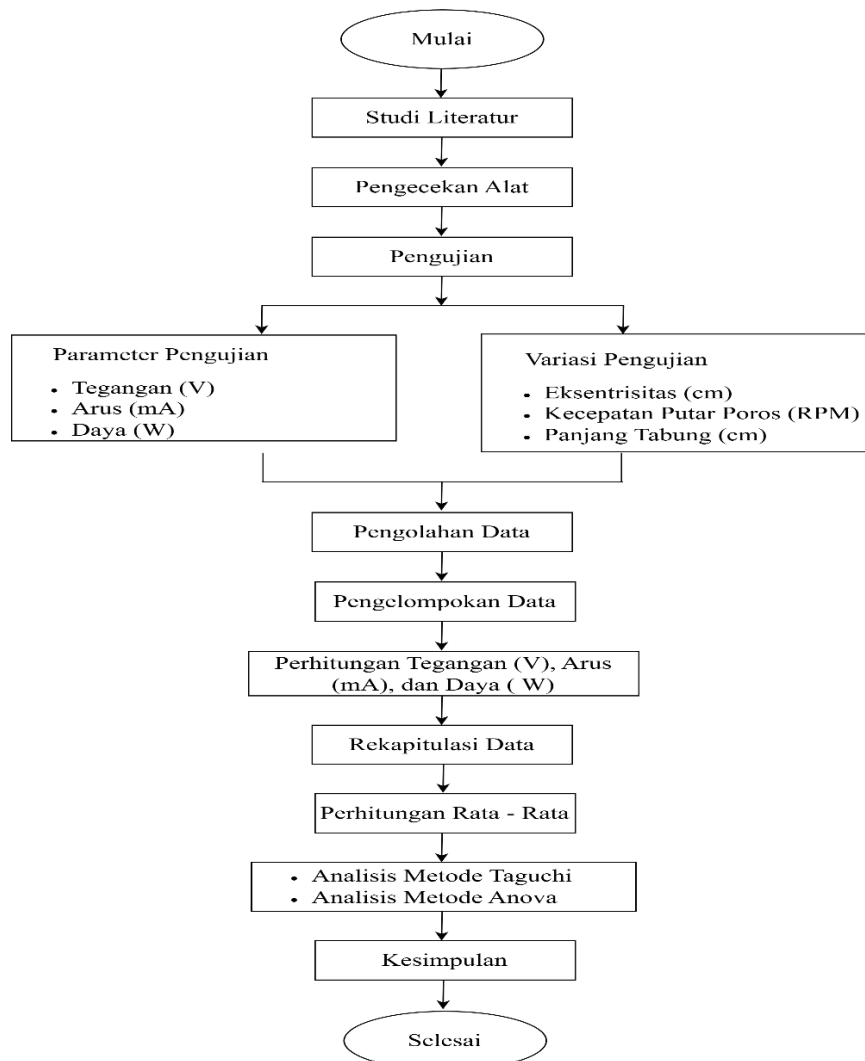 Mulai
Studi Literatur
Pengecekan Alat
Pengujian
Parameter Pengujian
• Tegangan (V)
• Arus (mA)
• Daya (W)
Variasi Pengujian
• Eksentrisitas (cm)
• Kecepatan Putar Poros (RPM)
• Panjang Tabung (cm)
Pengolahan Data
Pengelompokan Data
Perhitungan Tegangan (V), Arus
(mA), dan Daya ( W)
Rekapitulasi Data
Perhitungan Rata - Rata
• Analisis Metode Taguchi
• Analisis Metode Anova
Kesimpulan
Selesai